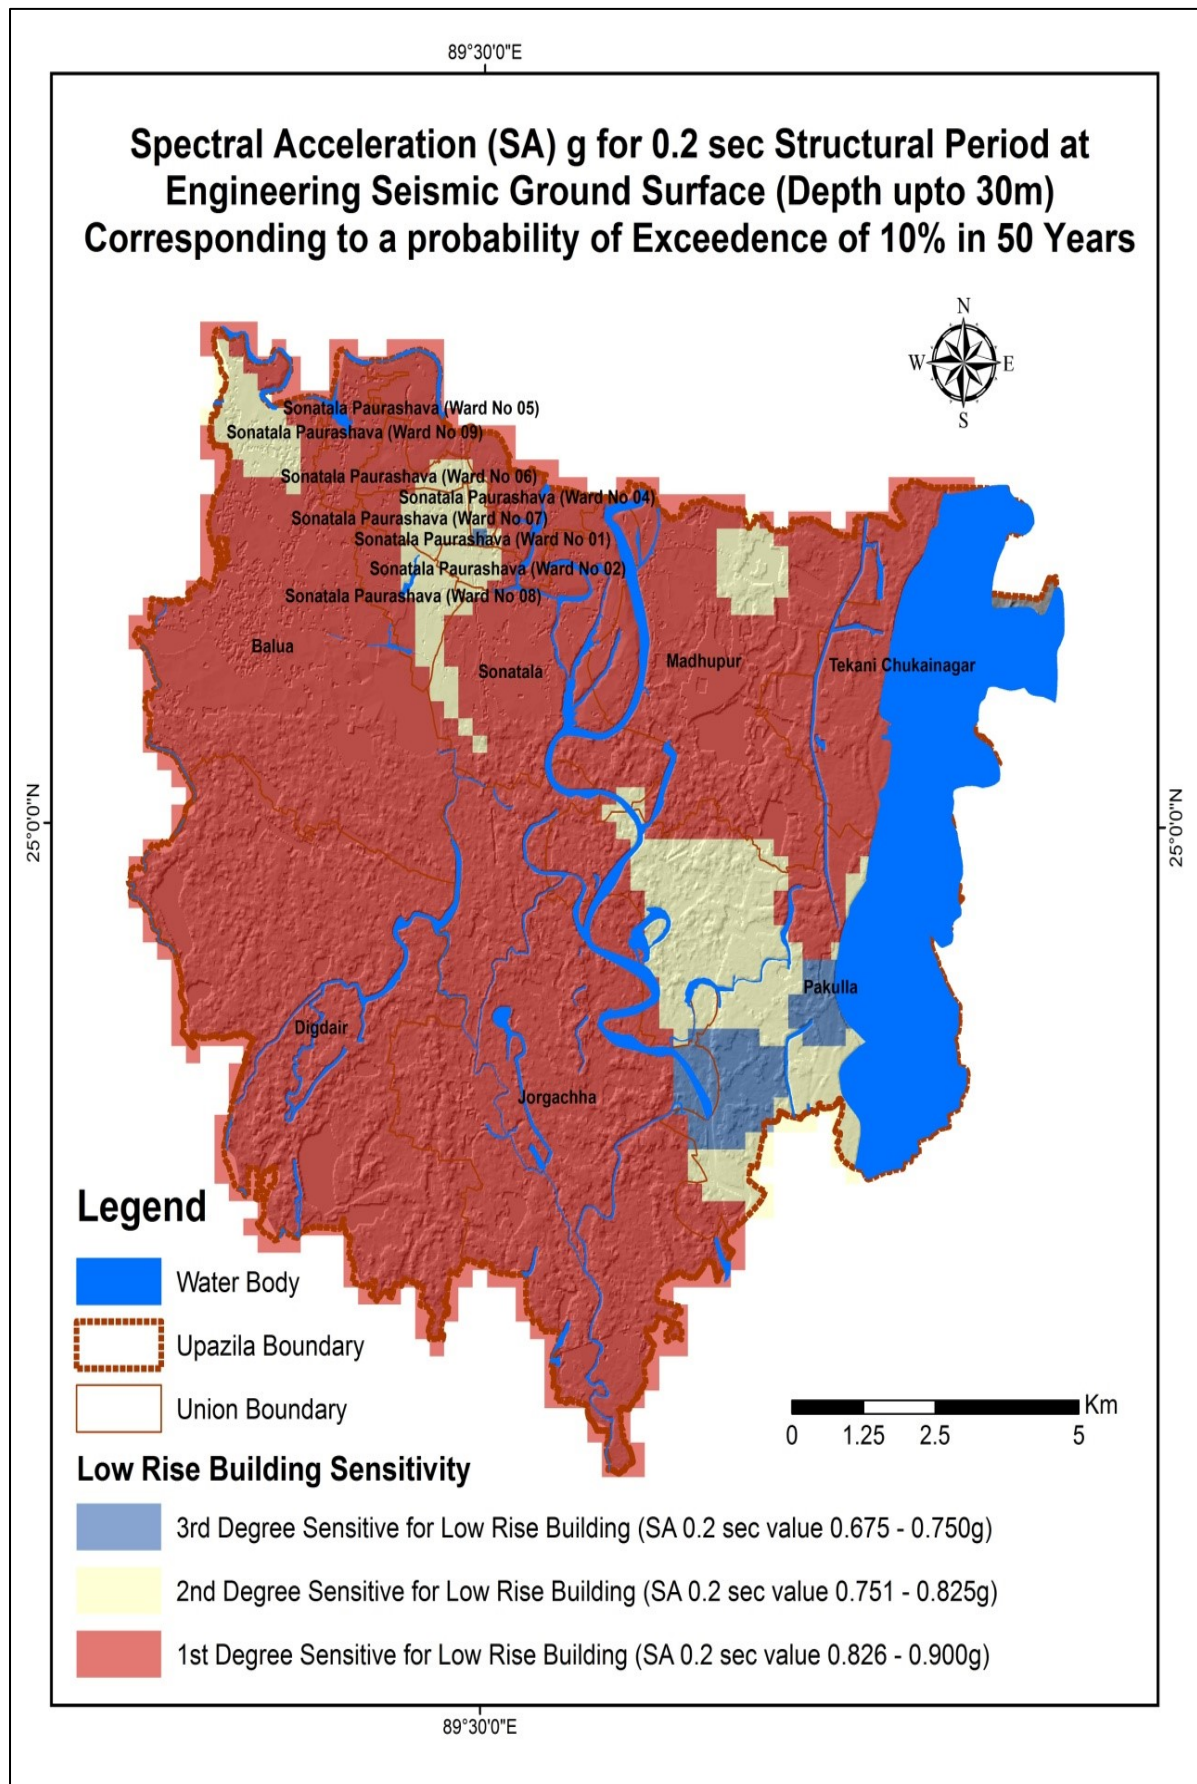 89°30'0"E
Spectral Acceleration (SA) g for 0.2 sec Structural Period at
Engineering Seismic Ground Surface (Depth upto 30m)
Corresponding to a probability of Exceedence of 10% in 50 Years
N
W E
S
Sonatala Paurashava (Ward No 05)
Sonatala Paurashava (Ward No 09)
Sonatala Paurashava (Ward No 06)
Sonatala Paurashava (Ward No 04)
Sonatala Paurashava (Ward No 07)
Sonatala Paurashava (Ward No 01)
Sonatala Paurashava (Ward No 02)
Sonatala Paurashava (Ward No 08)
Balua
Sonatala
Madhupur
Tekani Chukainagar
25°0'0"N
25°0'0"N
Pakulla
Digdair
Jorgachha
Legend
Water Body
Upazila Boundary
Union Boundary
Km
0 1.25 2.5 5
Low Rise Building Sensitivity
3rd Degree Sensitive for Low Rise Building (SA 0.2 sec value 0.675 - 0.750g)
2nd Degree Sensitive for Low Rise Building (SA 0.2 sec value 0.751 - 0.825g)
1st Degree Sensitive for Low Rise Building (SA 0.2 sec value 0.826 - 0.900g)
89°30'0"E